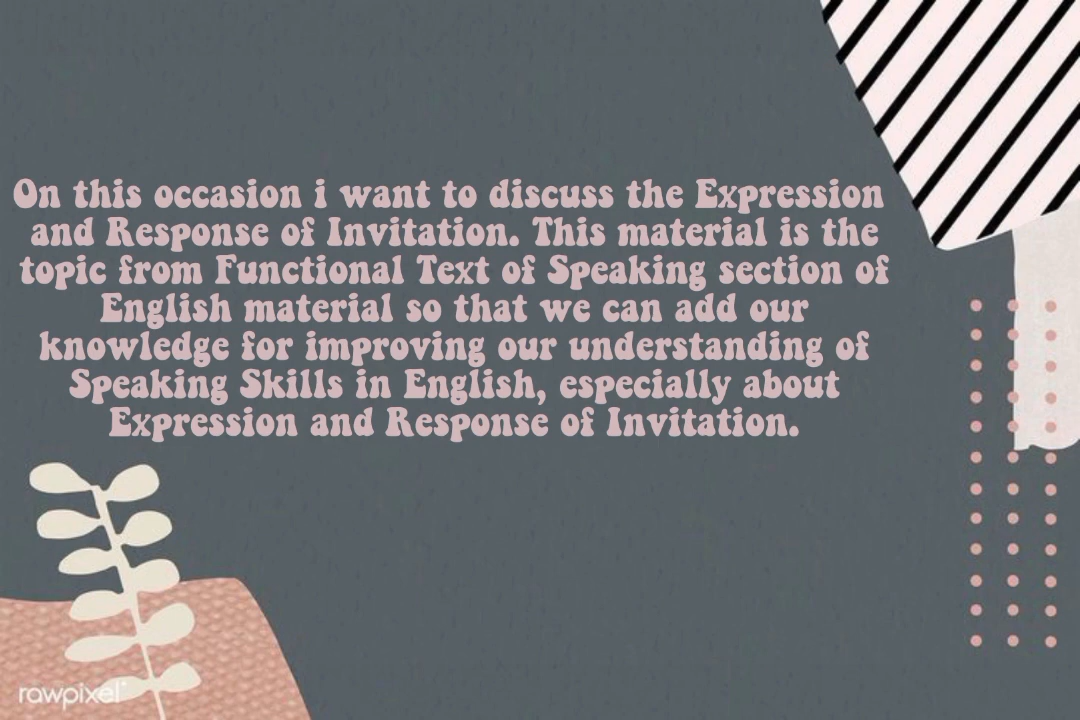 On this occasion i want to discuss the Expression
and Response of Invitation. This material is the
topic from Functional Text of Speaking section of
English material so that we can add our
knowledge for improving our understanding of
Speaking Skills in English, especially about
Expression and Response of Invitation.
rawpixel